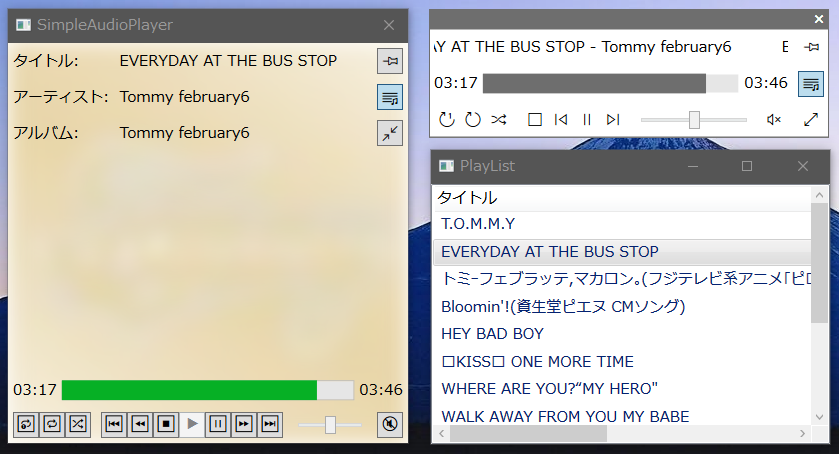 SimpleAudioPlayer
タイトル: EVERYDAY AT THE BUS STOP
アーティスト: Tommy february6
アルバム: Tommy february6
03:17 03:46
AY AT THE BUS STOP - Tommy february6 E
03:17 03:46
PlayList
タイトル
T.O.M.M.Y
EVERYDAY AT THE BUS STOP
トミーフェブラッテ,マカロン。(フジテレビ系アニメ「ピロ
Bloomin'!(資生堂ピエヌ CMソング)
HEY BAD BOY
□KISS□ ONE MORE TIME
WHERE ARE YOU?“MY HERO"
WALK AWAY FROM YOU MY BABE